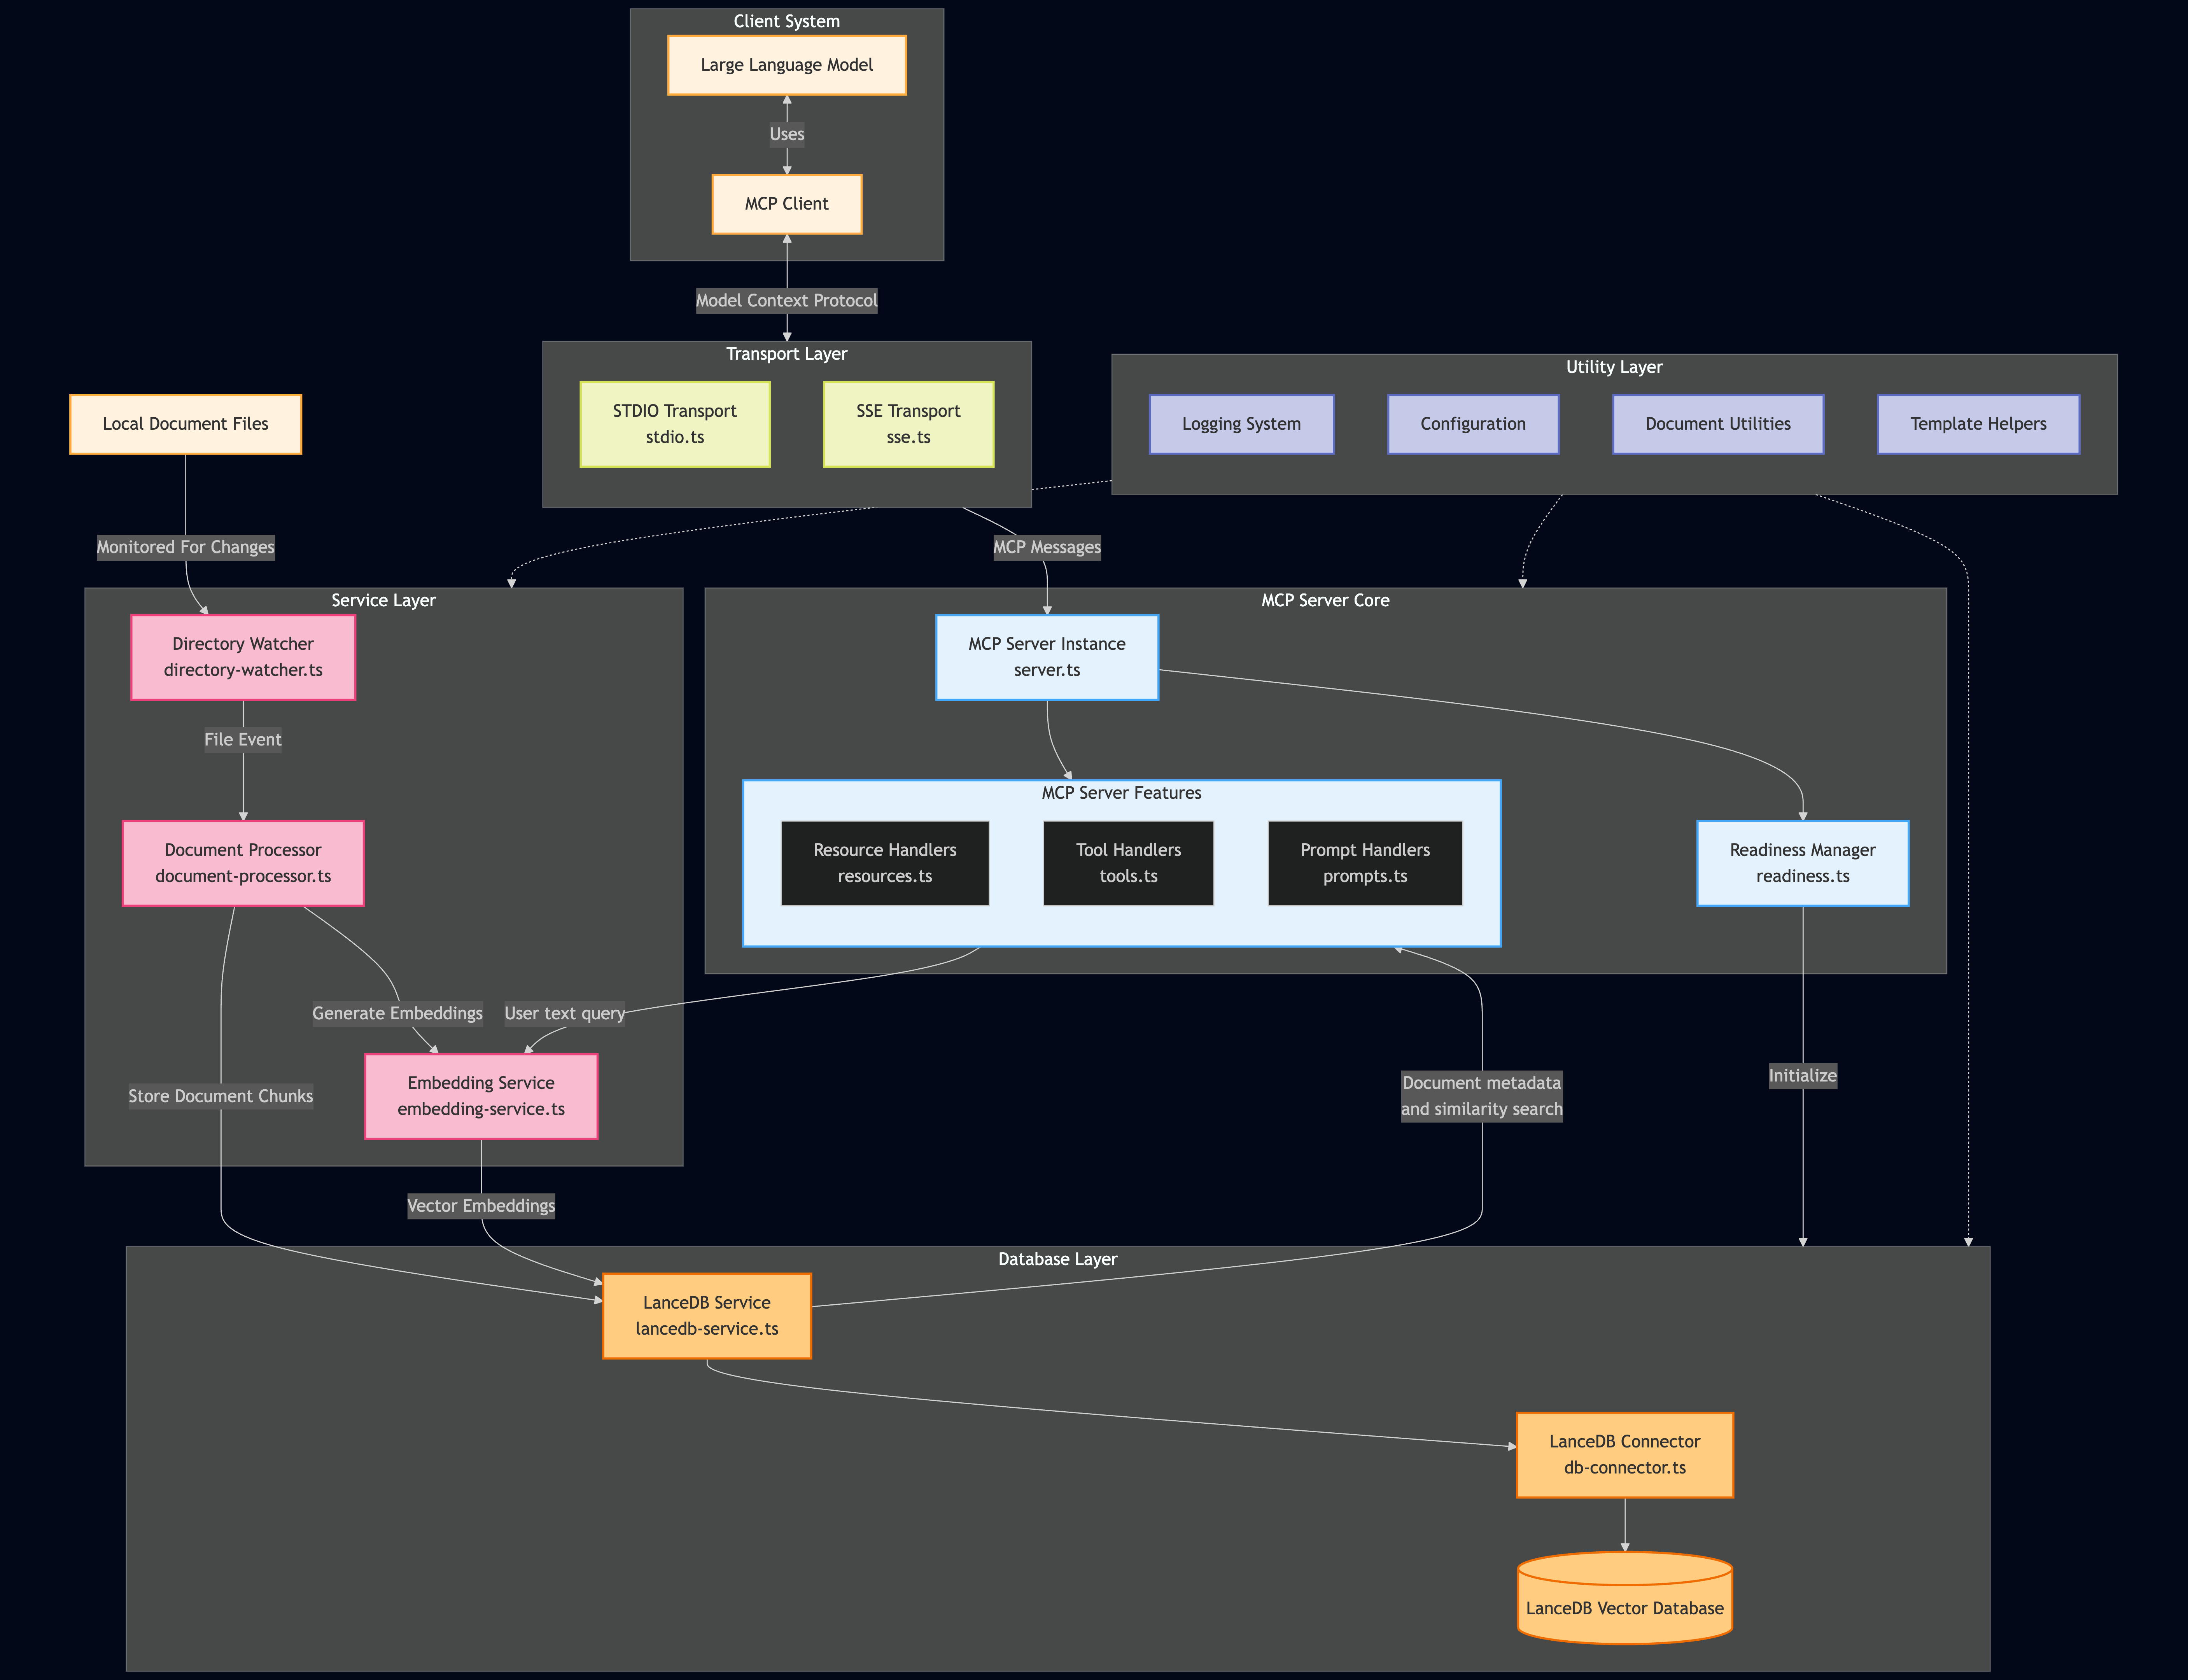 Client System
Large Language Model
Uses
MCP Client
Model Context Protocol
Transport Layer
STDIO Transport
stdio.ts
SSE Transport
sse.ts
Utility Layer
Logging System
Configuration
Document Utilities
Template Helpers
Local Document Files
Monitored For Changes
MCP Messages
Service Layer
Directory Watcher
directory-watcher.ts
File Event
Document Processor
document-processor.ts
Generate Embeddings
User text query
Store Document Chunks
Embedding Service
embedding-service.ts
Vector Embeddings
MCP Server Core
MCP Server Instance
server.ts
MCP Server Features
Resource Handlers
resources.ts
Tool Handlers
tools.ts
Prompt Handlers
prompts.ts
Readiness Manager
readiness.ts
Document metadata
and similarity search
Initialize
Database Layer
LanceDB Service
lancedb-service.ts
LanceDB Connector
db-connector.ts
LanceDB Vector Database